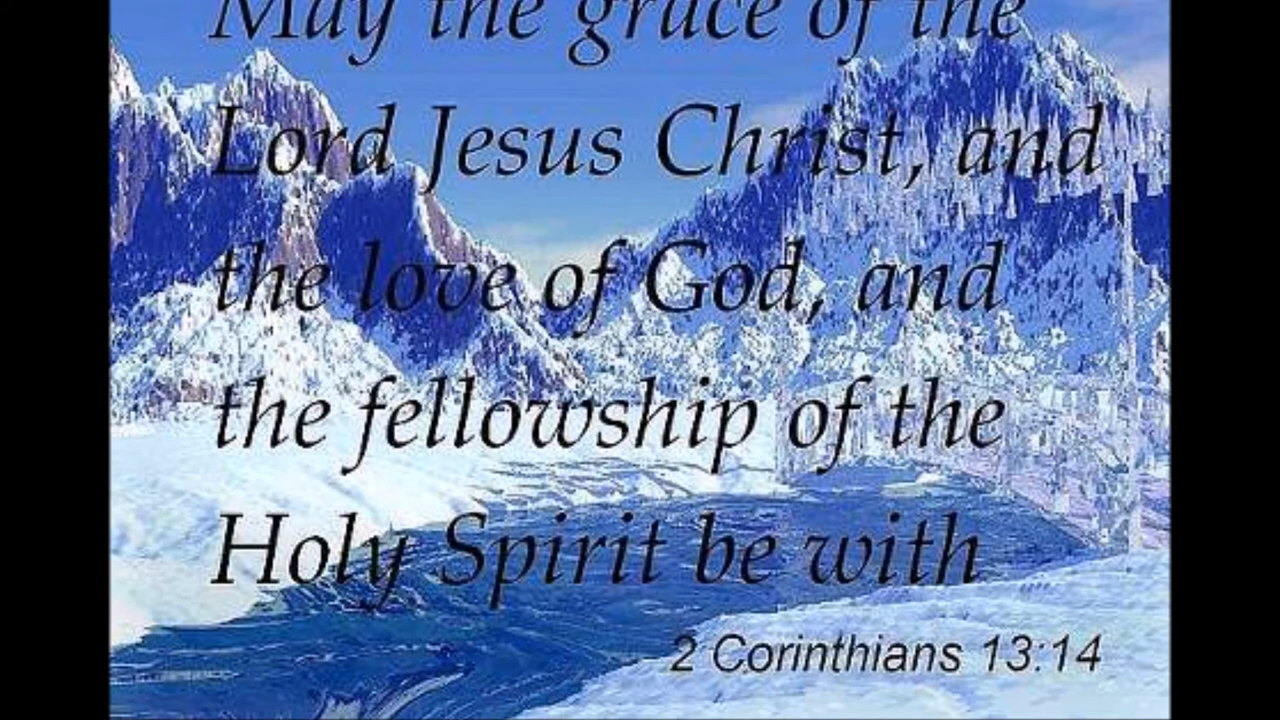 May the grace of the
Lord Jesus Christ, and
the love of God, and
the fellowship of the
Holy Spirit be with
2 Corinthians 13:14